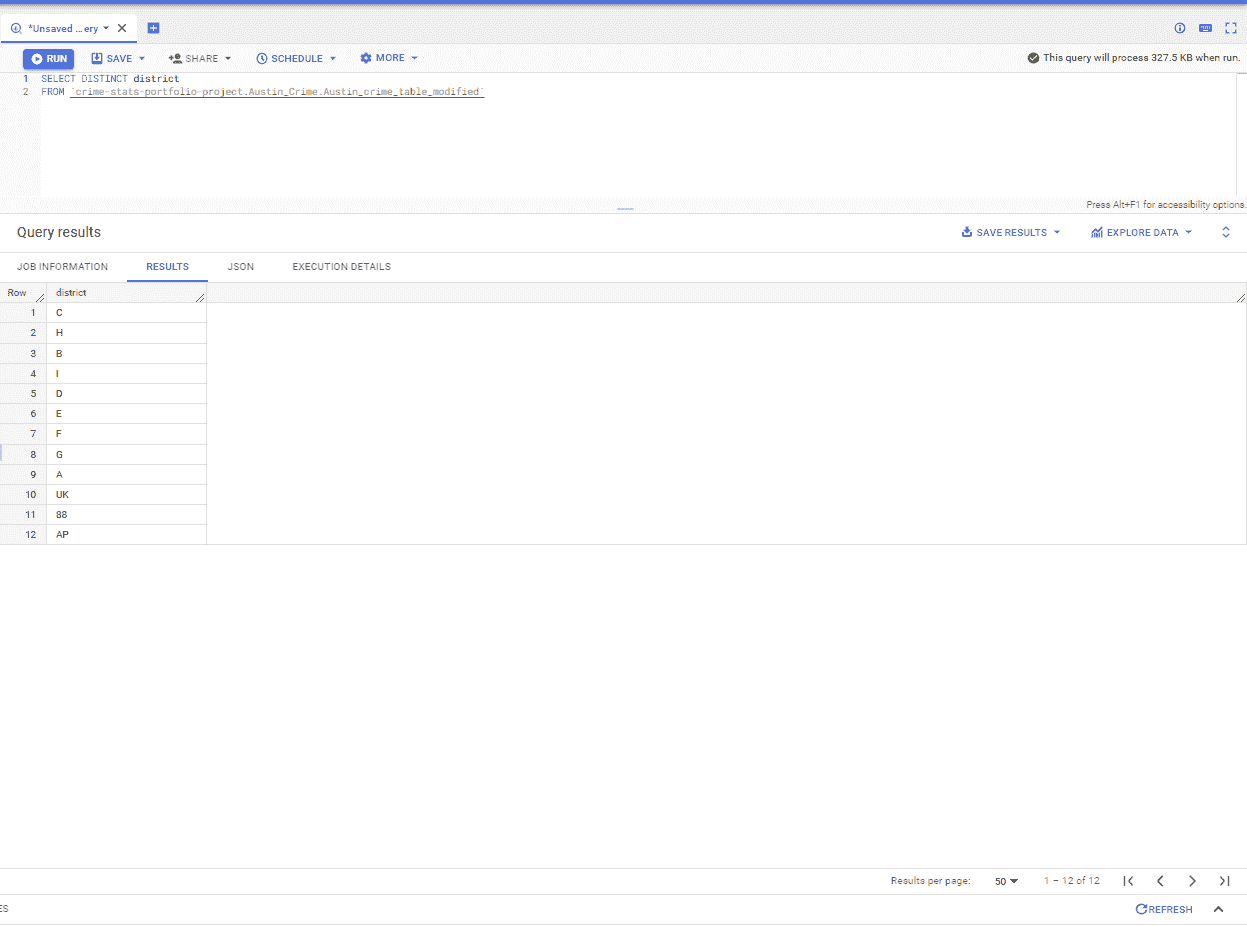 *Unsaved ...ery
RUN SAVE SHARE SCHEDULE MORE This query will process 327.5 KB when run.
1 SELECT DISTINCT district
2 FROM `crime-stats-portfolio-project.Austin_Crime.Austin_crime_table_modified`
Press Alt+F1 for accessibility options.
Query results SAVE RESULTS EXPLORE DATA
JOB INFORMATION RESULTS JSON EXECUTION DETAILS
Row district
1 C
2 H
3 B
4 I
5 D
6 E
7 F
8 G
9 A
10 UK
11 88
12 AP
Results per page: 50 1 – 12 of 12
ES REFRESH